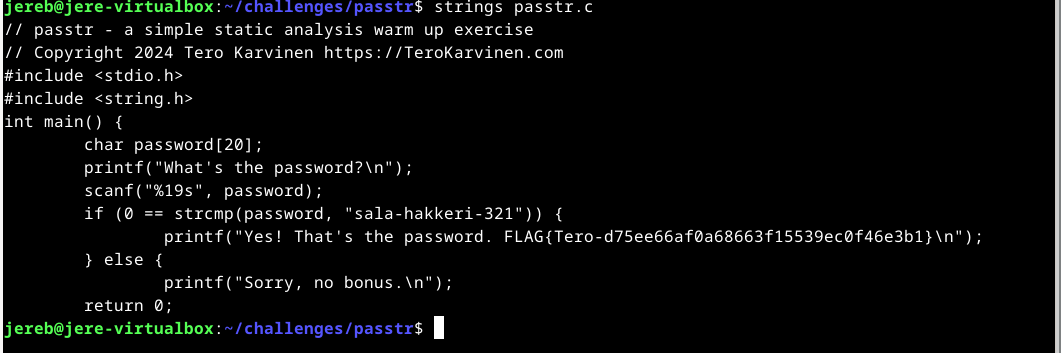 jereb@jere-virtualbox:~/challenges/passtr$ strings passtr.c
// passtr - a simple static analysis warm up exercise
// Copyright 2024 Tero Karvinen https://TeroKarvinen.com
#include <stdio.h>
#include <string.h>
int main() {
        char password[20];
        printf("What's the password?\n");
        scanf("%19s", password);
        if (0 == strcmp(password, "sala-hakkeri-321")) {
                printf("Yes! That's the password. FLAG{Tero-d75ee66af0a68663f15539ec0f46e3b1}\n");
        } else {
                printf("Sorry, no bonus.\n");
        return 0;
jereb@jere-virtualbox:~/challenges/passtr$